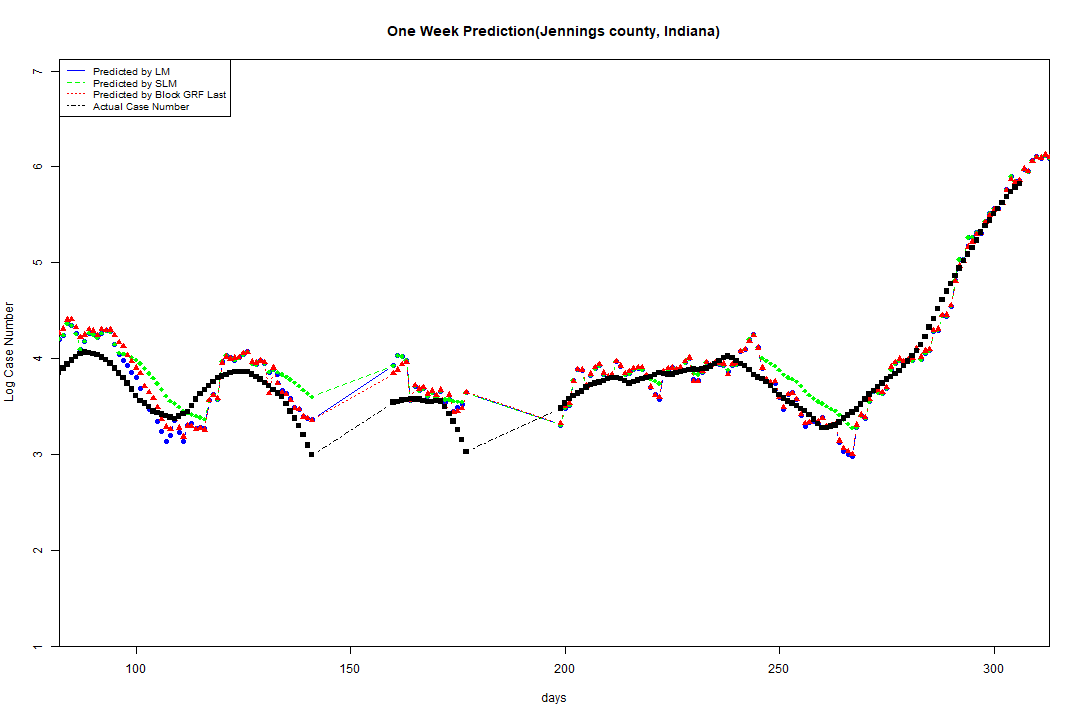 One Week Prediction(Jennings county, Indiana)
Predicted by LM
Predicted by SLM
Predicted by Block GRF Last
Actual Case Number
7
6
5
4
3
2
1
Log Case Number
100 150 200 250 300
days